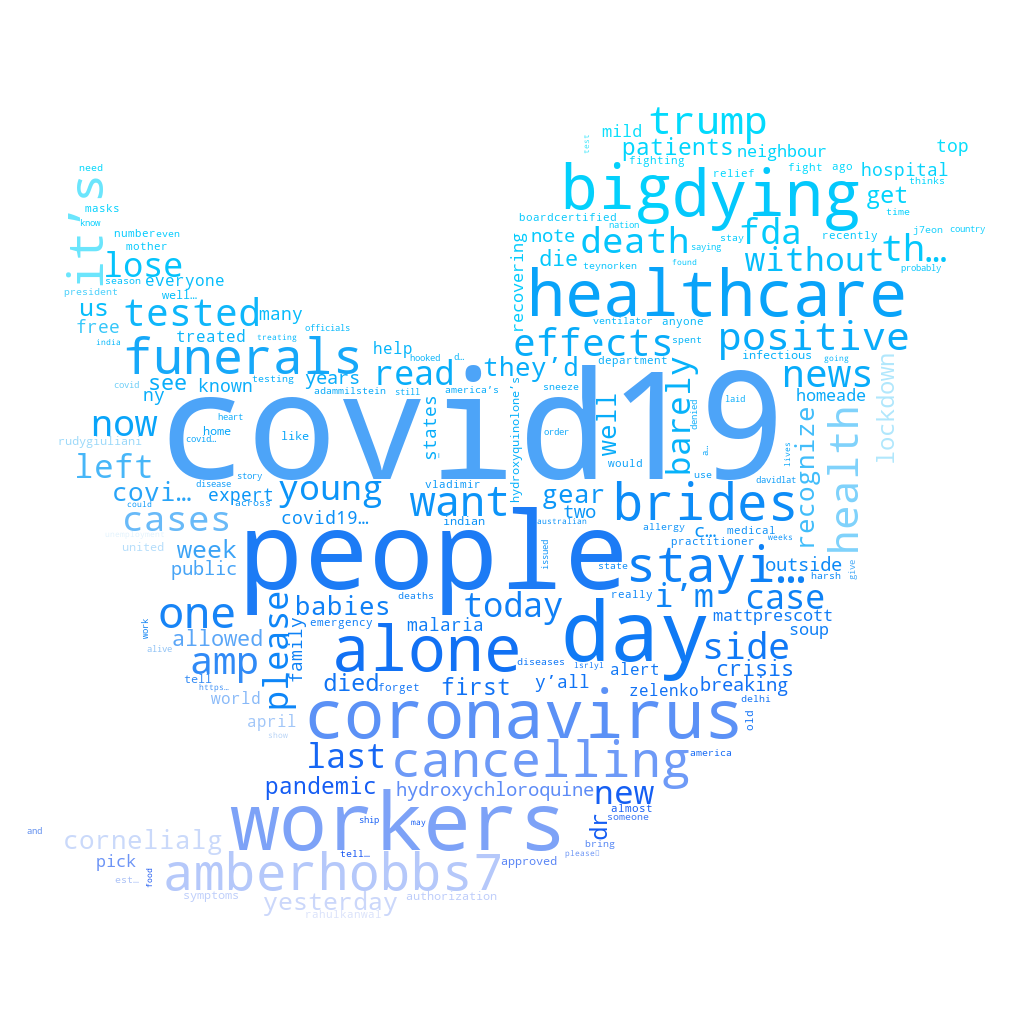 covid19
people
day
healthcare
workers
coronavirus
bigdying
alone
brides
funerals
cancelling
amberhobbs7
stayi…
trump
death
fda
th…
without
positive
effects
news
health
it's
lose
tested
read
they'd
now
left
young
want
barely
well
recognize
lockdown
cases
covi…
one
amp
please
babies
today
i'm
case
side
last
new
dr
pandemic
hydroxychloroquine
cornelialg
yesterday
died
first
y'all
zelenko
breaking
crisis
mattprescott
soup
outside
gear
two
c…
week
public
allowed
family
world
april
tell
malaria
emergency
indian
vladimir
covid19…
expert
across
known
years
ny
see
free
us
many
everyone
treated
help
states
mild
patients
neighbour
hospital
top
get
fighting
relief
fight
ago
thinks
test
boardcertified
nation
note
die
stay
saying
recently
time
j7eon
country
probably
teynorken
found
recovering
ventilator
anyone
spent
department
infectious
going
homeade
sneeze
hydroxyquinolone's
need
masks
know
number
even
mother
season
well…
president
india
officials
treating
testing
adammilstein
hooked
d…
still
america's
covid
heart
home
rudygiuliani
covid…
like
story
disease
could
united
order
would
use
a…
denied
laid
lives
davidlat
allergy
medical
practitioner
weeks
australian
issued
state
really
harsh
give
deaths
diseases
lsrlyl
alert
forget
https…
work
alive
show
delhi
old
america
almost
someone
bring
please
approved
authorization
ship
may
tell…
and
pick
est…
food
symptoms
rahulkanwal